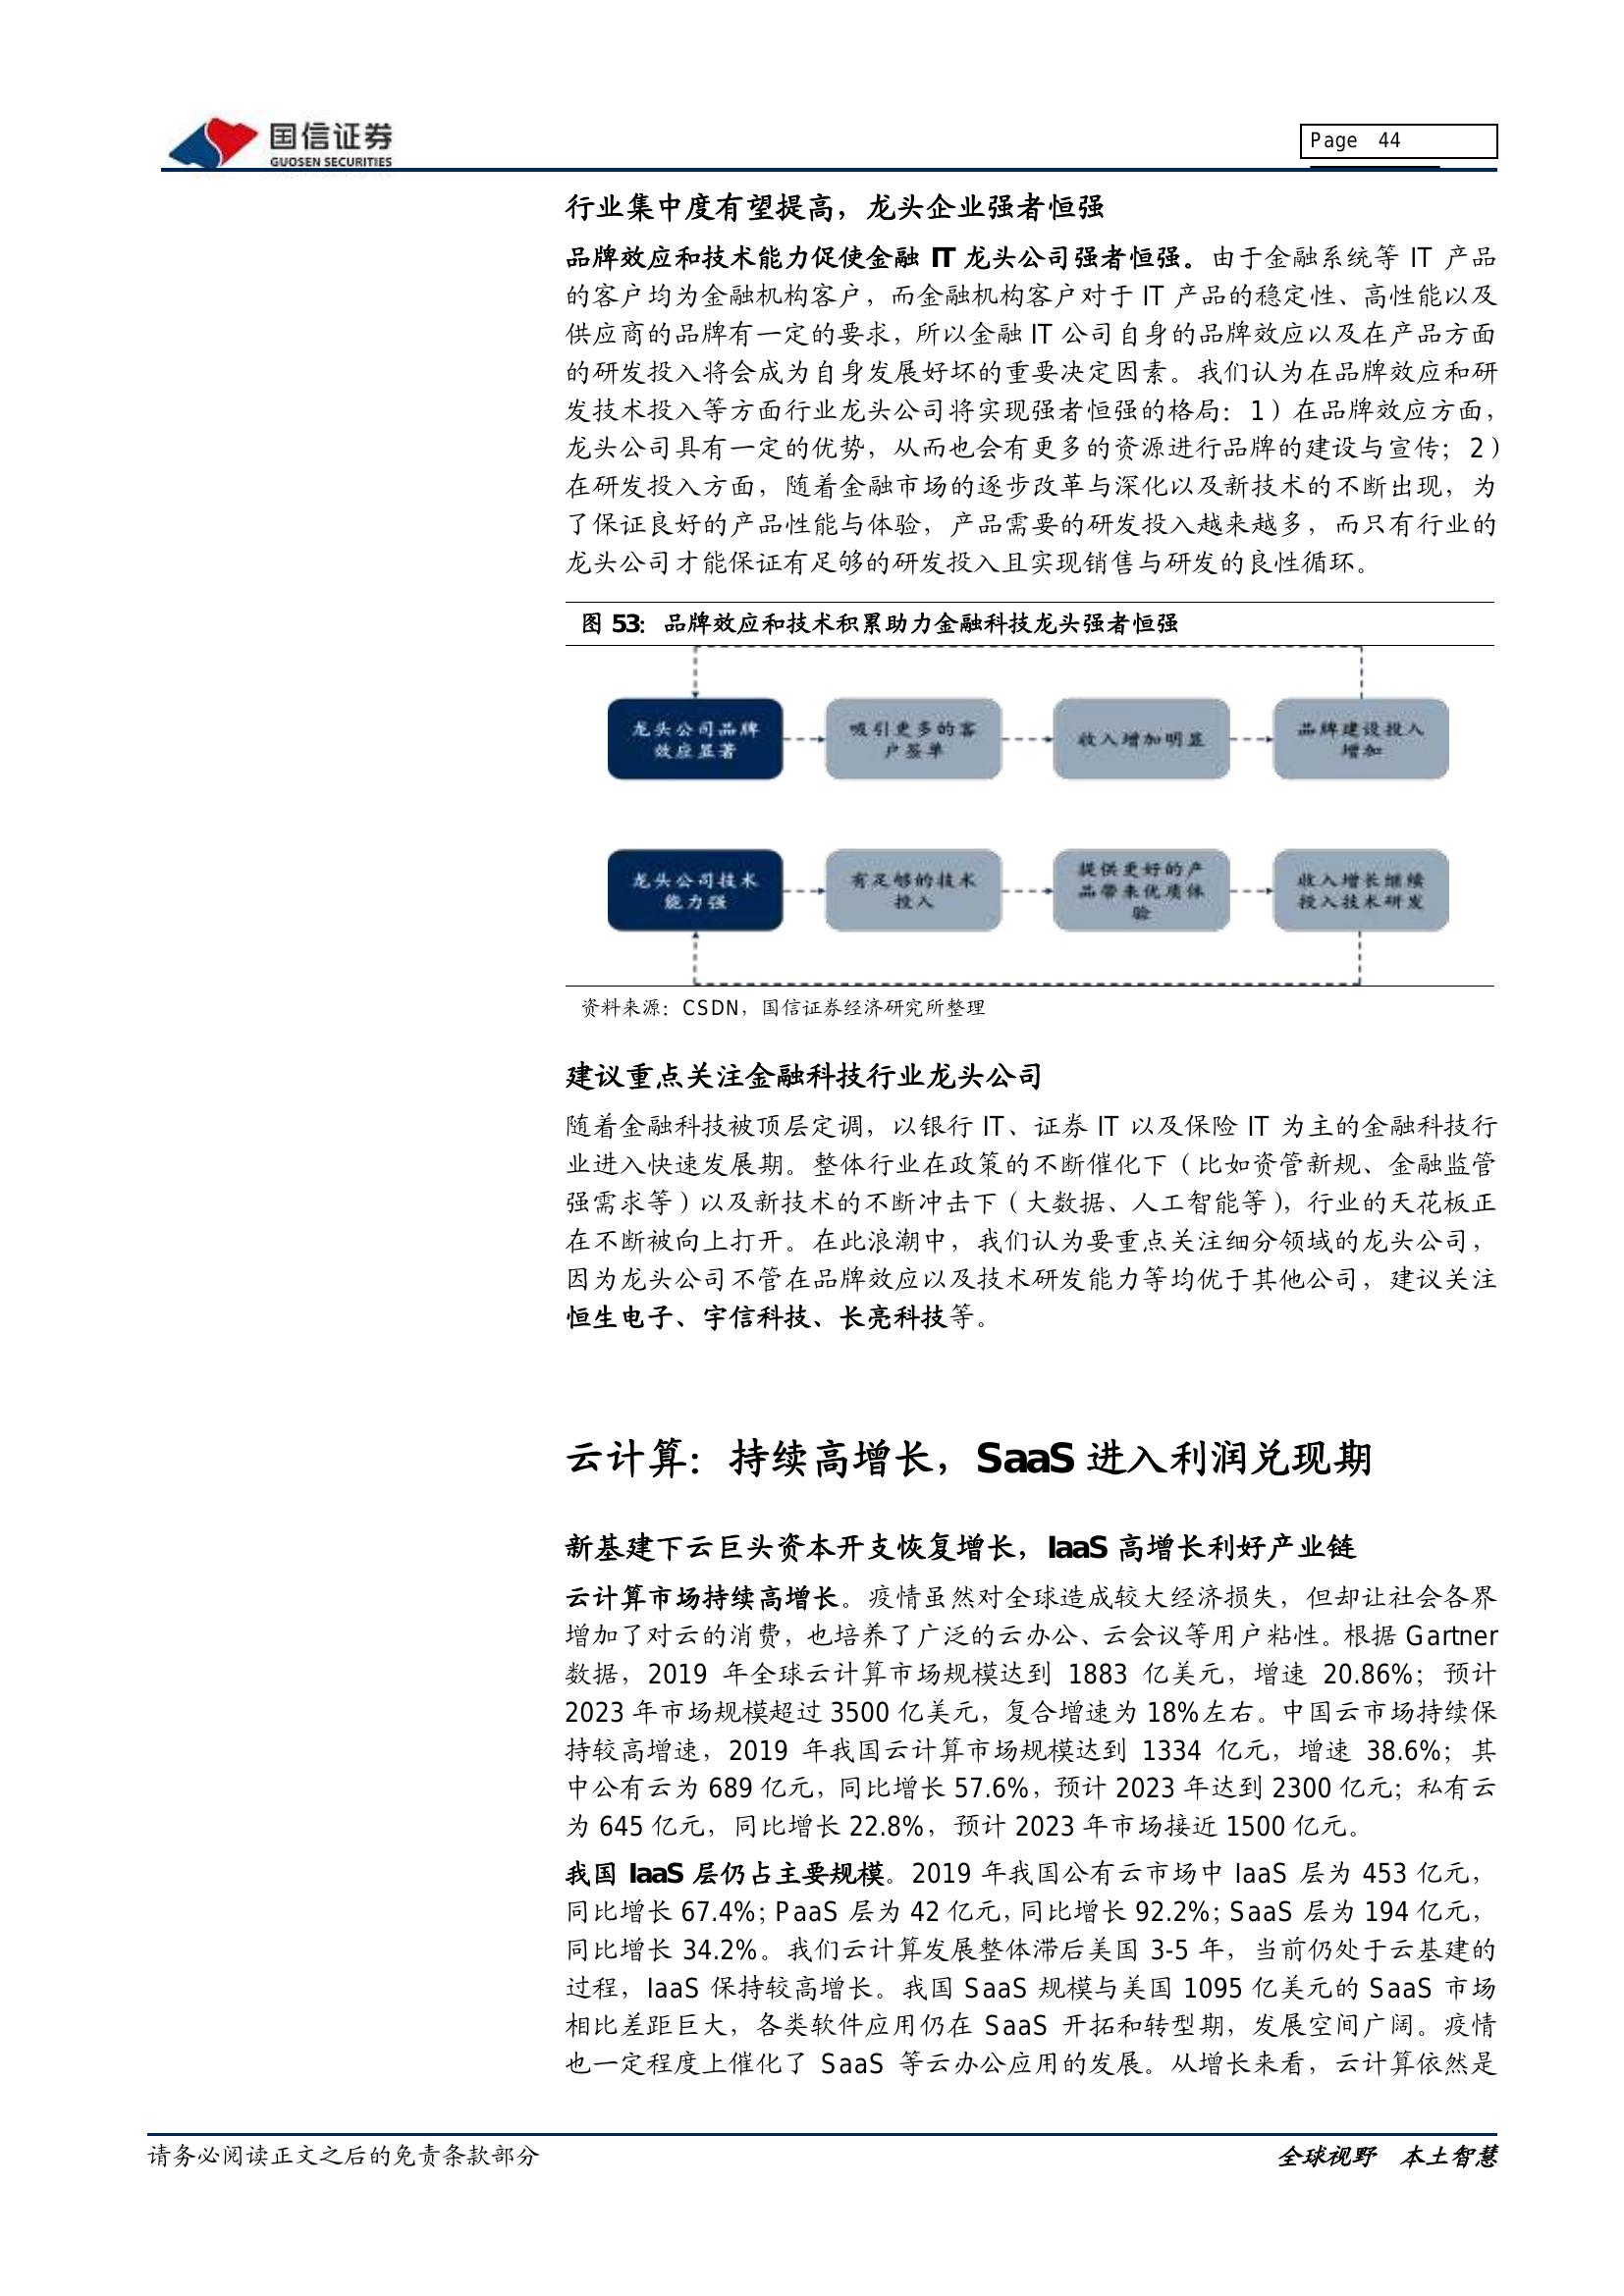 国信证券
GUOSEN SECURITIES
Page 44
行业集中度有望提高，龙头企业强者恒强
品牌效应和技术能力促使金融 IT 龙头公司强者恒强。由于金融系统等 IT 产品
的客户均为金融机构客户，而金融机构客户对于 IT 产品的稳定性、高性能以及
供应商的品牌有一定的要求，所以金融 IT 公司自身的品牌效应以及在产品方面
的研发投入将会成为自身发展好坏的重要决定因素。我们认为在品牌效应和研
发技术投入等方面行业龙头公司将实现强者恒强的格局：1）在品牌效应方面，
龙头公司具有一定的优势，从而也会有更多的资源进行品牌的建设与宣传；2）
在研发投入方面，随着金融市场的逐步改革与深化以及新技术的不断出现，为
了保证良好的产品性能与体验，产品需要的研发投入越来越多，而只有行业的
龙头公司才能保证有足够的研发投入且实现销售与研发的良性循环。
图 53：品牌效应和技术积累助力金融科技龙头强者恒强
龙头公司品牌
效应显著
吸引更多的客
户签单
收入增加明显
品牌建设投入
增加
龙头公司技术
能力强
有足够的技术
投入
提供更好的产
品带来优质体
验
收入增长继续
投入技术研发
资料来源：CSDN，国信证券经济研究所整理
建议重点关注金融科技行业龙头公司
随着金融科技被顶层定调，以银行 IT、证券 IT 以及保险 IT 为主的金融科技行
业进入快速发展期。整体行业在政策的不断催化下（比如资管新规、金融监管
强需求等）以及新技术的不断冲击下（大数据、人工智能等），行业的天花板正
在不断被向上打开。在此浪潮中，我们认为要重点关注细分领域的龙头公司，
因为龙头公司不管在品牌效应以及技术研发能力等均优于其他公司，建议关注
恒生电子、宇信科技、长亮科技等。
云计算：持续高增长，SaaS 进入利润兑现期
新基建下云巨头资本开支恢复增长，IaaS 高增长利好产业链
云计算市场持续高增长。疫情虽然对全球造成较大经济损失，但却让社会各界
增加了对云的消费，也培养了广泛的云办公、云会议等用户粘性。根据 Gartner
数据，2019 年全球云计算市场规模达到 1883 亿美元，增速 20.86%；预计
2023 年市场规模超过 3500 亿美元，复合增速为 18%左右。中国云市场持续保
持较高增速，2019 年我国云计算市场规模达到 1334 亿元，增速 38.6%；其
中公有云为 689 亿元，同比增长 57.6%，预计 2023 年达到 2300 亿元；私有云
为 645 亿元，同比增长 22.8%，预计 2023 年市场接近 1500 亿元。
我国 IaaS 层仍占主要规模。2019 年我国公有云市场中 IaaS 层为 453 亿元，
同比增长 67.4%；PaaS 层为 42 亿元，同比增长 92.2%；SaaS 层为 194 亿元，
同比增长 34.2%。我们云计算发展整体滞后美国 3-5 年，当前仍处于云基建的
过程，IaaS 保持较高增长。我国 SaaS 规模与美国 1095 亿美元的 SaaS 市场
相比差距巨大，各类软件应用仍在 SaaS 开拓和转型期，发展空间广阔。疫情
也一定程度上催化了 SaaS 等云办公应用的发展。从增长来看，云计算依然是
请务必阅读正文之后的免责条款部分
全球视野 本土智慧